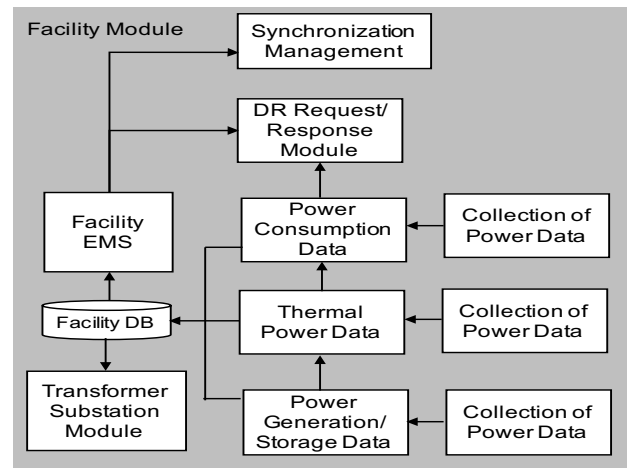 Facility Module
Synchronization
Management
DR Request/
Response
Module
Facility
EMS
Power
Consumption
Data
Collection of
Power Data
Facility DB
Thermal
Power Data
Collection of
Power Data
Transformer
Substation
Module
Power
Generation/
Storage Data
Collection of
Power Data